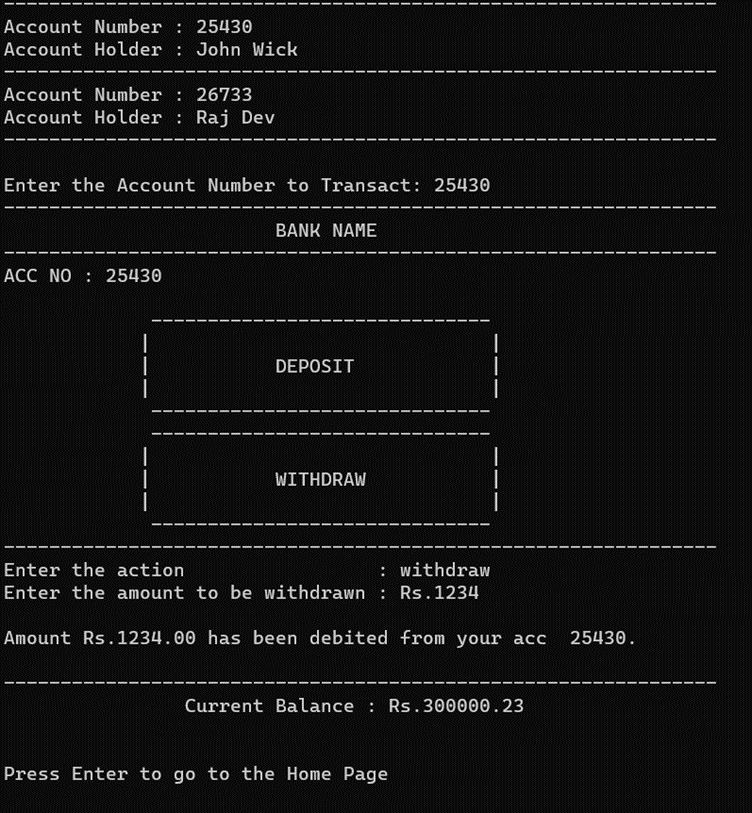 Account Number : 25430
Account Holder : John Wick
Account Number : 26733
Account Holder : Raj Dev
Enter the Account Number to Transact: 25430
BANK NAME
ACC NO : 25430
DEPOSIT
WITHDRAW
Enter the action : withdraw
Enter the amount to be withdrawn : Rs.1234
Amount Rs.1234.00 has been debited from your acc  25430.
Current Balance : Rs.300000.23
Press Enter to go to the Home Page